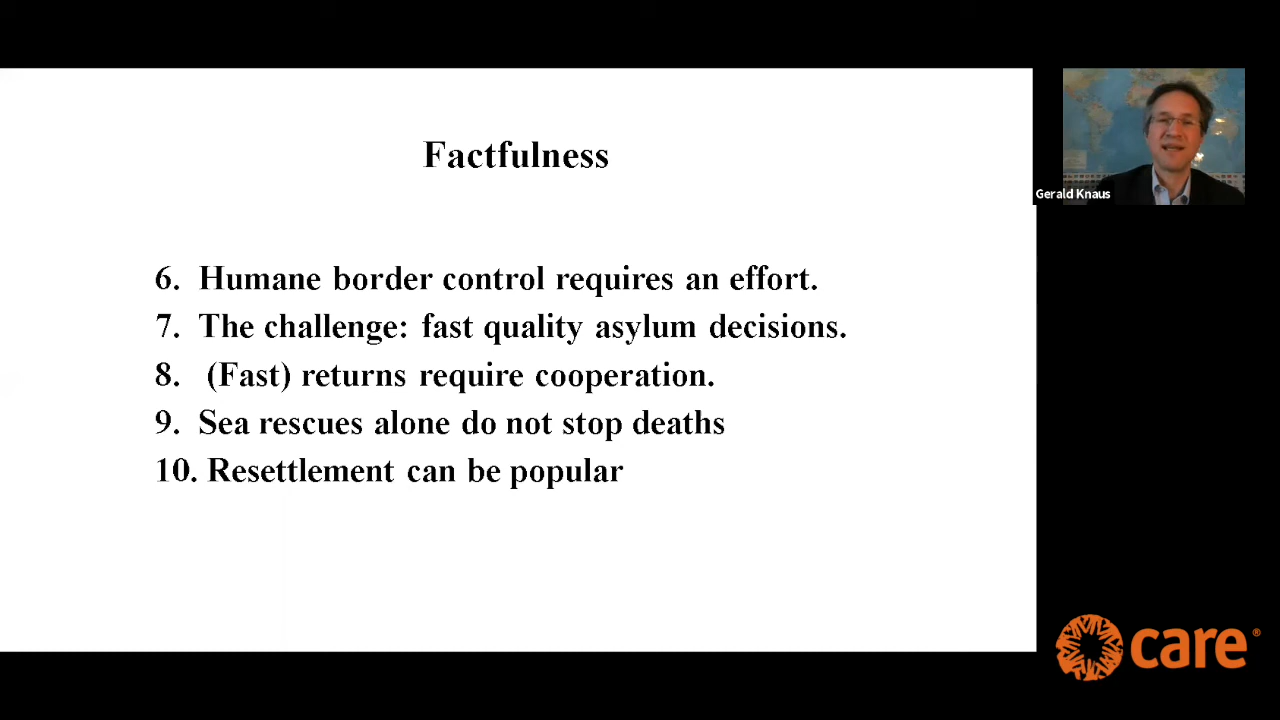 Factfulness
6. Humane border control requires an effort.
7. The challenge: fast quality asylum decisions.
8. (Fast) returns require cooperation.
9. Sea rescues alone do not stop deaths
10. Resettlement can be popular
Gerald Knaus
care®